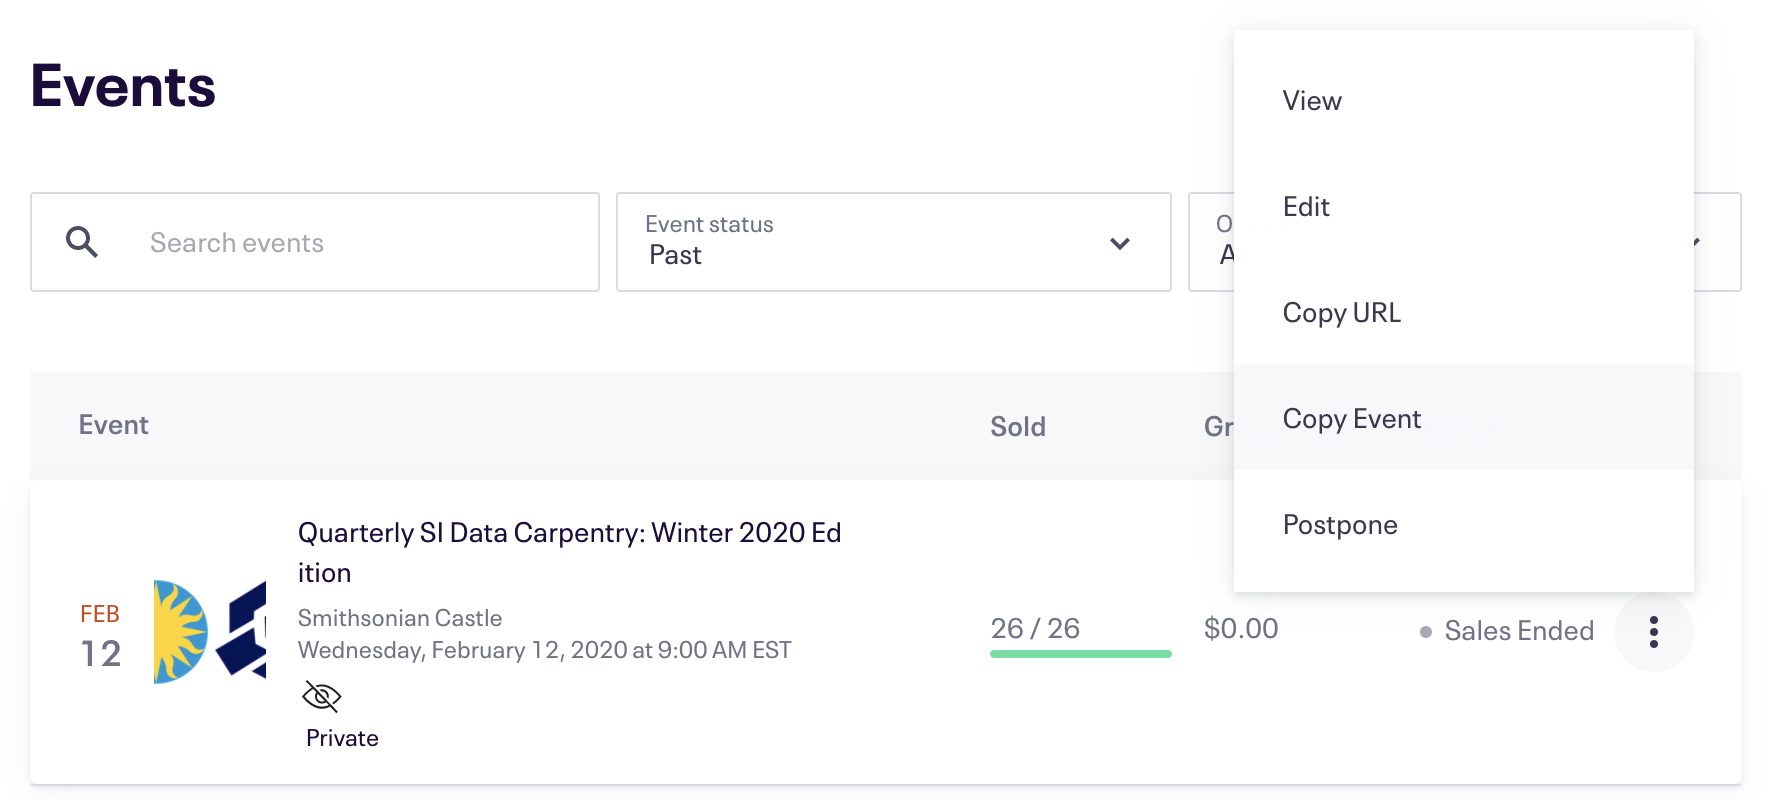 Events
Search events
Event status
Past
View
Edit
Copy URL
Copy Event
Postpone
Event
Sold
FEB
12
Quarterly SI Data Carpentry: Winter 2020 Ed
ition
Smithsonian Castle
Wednesday, February 12, 2020 at 9:00 AM EST
Private
26 / 26
$0.00
Sales Ended